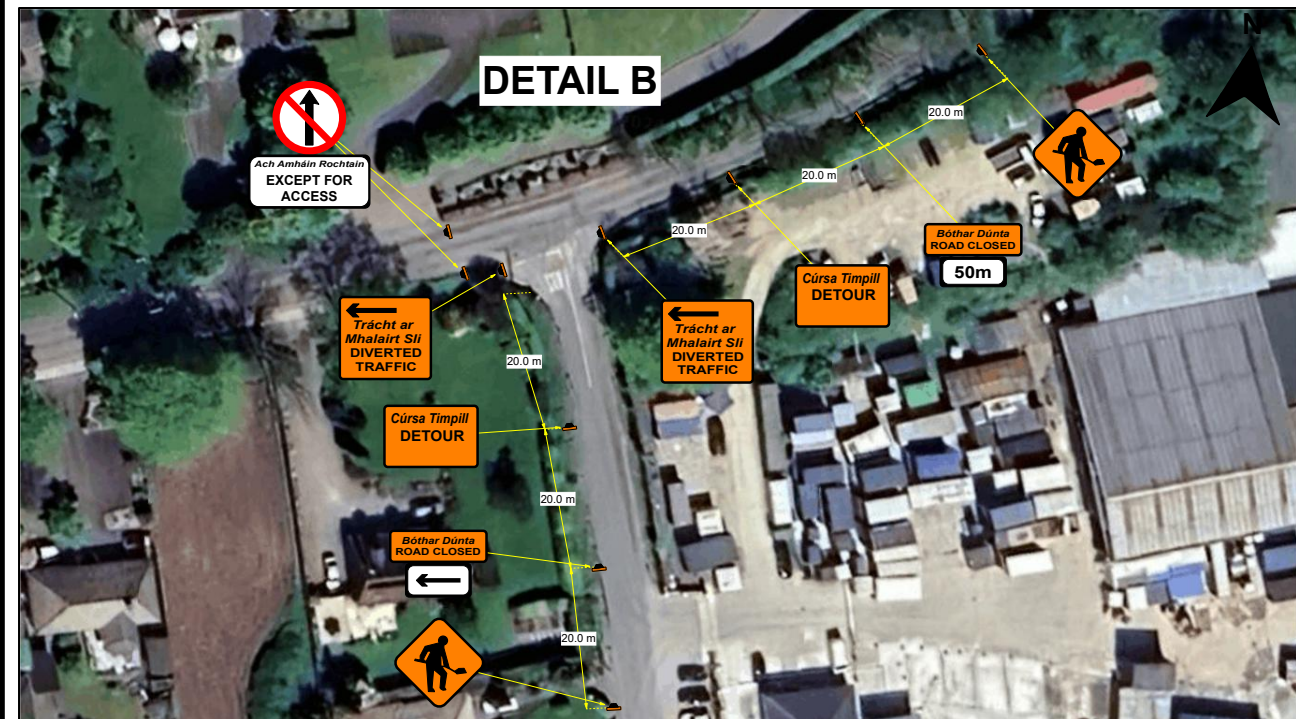 DETAIL B
N
Ach Amháin Rochtain
EXCEPT FOR
ACCESS
20.0 m
20.0 m
20.0 m
Bóthar Dúnta
ROAD CLOSED
50m
Cúrsa Timpill
DETOUR
Trácht ar
Mhalairt Slí
DIVERTED
TRAFFIC
Trácht ar
Mhalairt Slí
DIVERTED
TRAFFIC
20.0 m
Cúrsa Timpill
DETOUR
20.0 m
Bóthar Dúnta
ROAD CLOSED
20.0 m